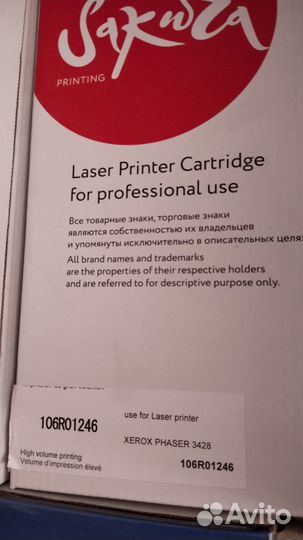 Sakura
PRINTING
Laser Printer Cartridge
for professional use
Все товарные знаки, торговые знаки
являются собственностью их владельцев
и упомянуты исключительно в описательных целях
All brand names and trademarks
are the properties of their respective holders
and are referred to for descriptive purpose only.
106R01246
use for Laser printer
XEROX PHASER 3428
High volume printing
Volume d'impression élevé
106R01246
Avito